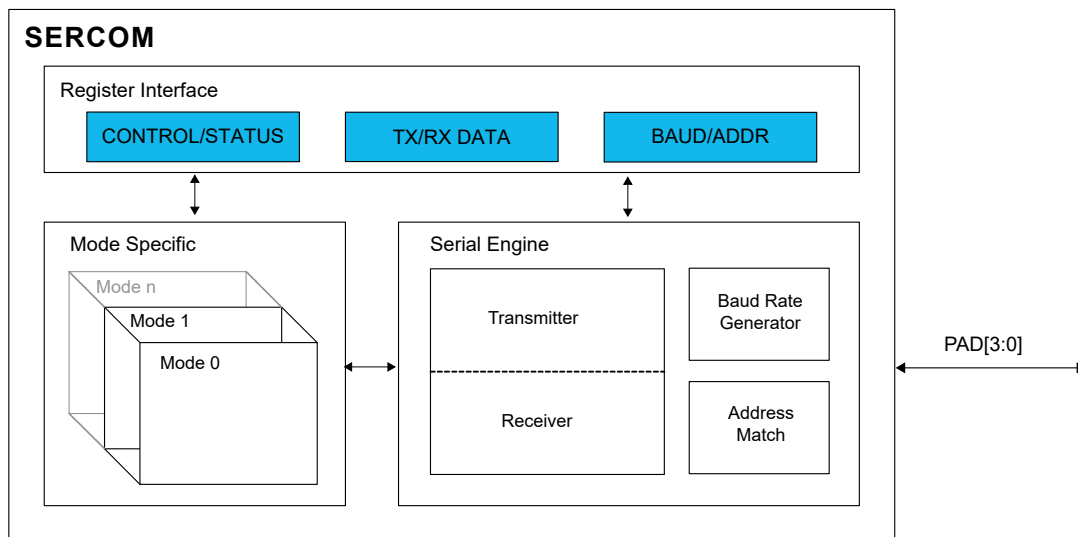 SERCOM
Register Interface
CONTROL/STATUS
TX/RX DATA
BAUD/ADDR
Mode Specific
Mode n
Mode 1
Mode 0
Serial Engine
Transmitter
Receiver
Baud Rate
Generator
Address
Match
PAD[3:0]